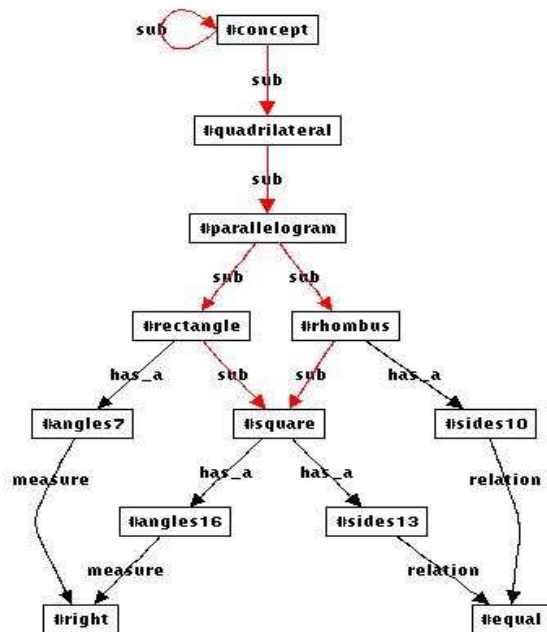 sub
#concept
sub
#quadrilateral
sub
#parallelogram
sub sub
#rectangle #rhombus
has_a sub sub has_a
#angles7 #square #sides10
measure has_a has_a relation
#angles16 #sides13
measure relation
#right #equal